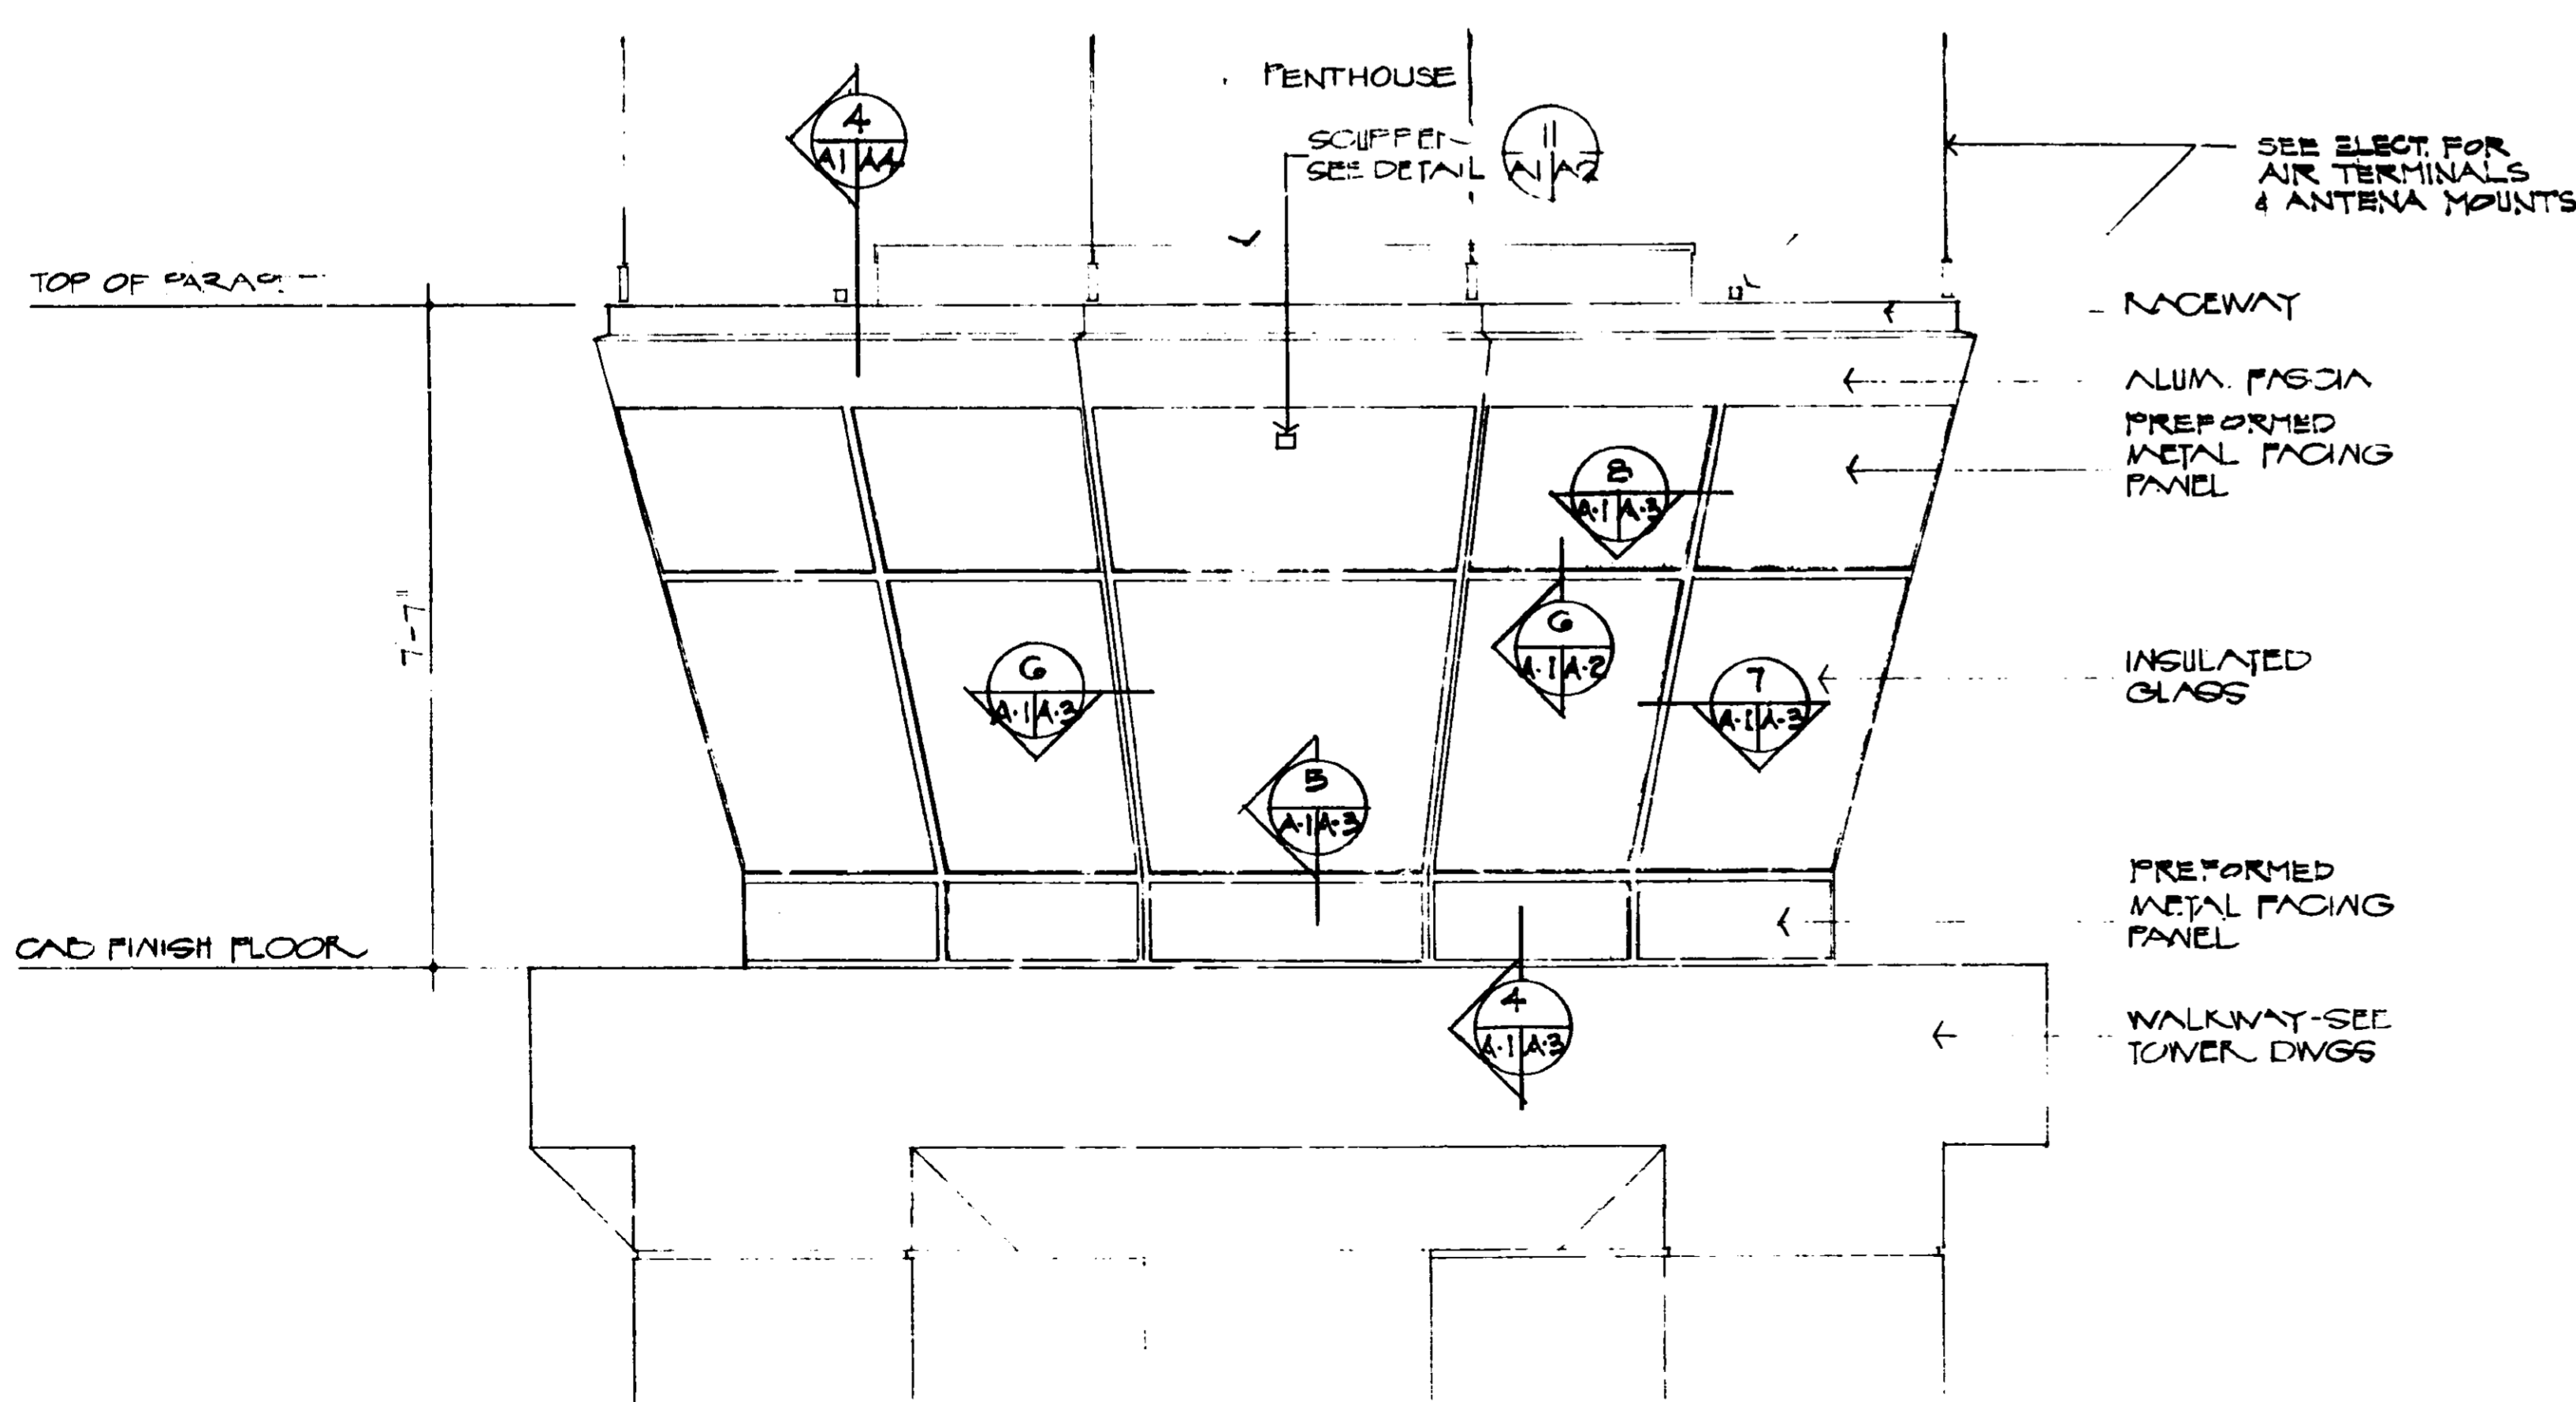 PENTHOUSE
4
A1 A4
SCUPPER
SEE DETAIL
11
A1 A2
SEE ELECT. FOR
AIR TERMINALS
& ANTENA MOUNTS
TOP OF
RACEWAY
ALUM. FASCIA
PREFORMED
METAL FACING
PANEL
8
A·1 A·3
7-7"
6
A·1 A·2
6
A·1 A·3
7
A·1 A·3
INSULATED
GLASS
5
A·1 A·3
PREFORMED
METAL FACING
PANEL
CAB FINISH FLOOR
4
A·1 A·3
WALKWAY-SEE
TOWER DWGS